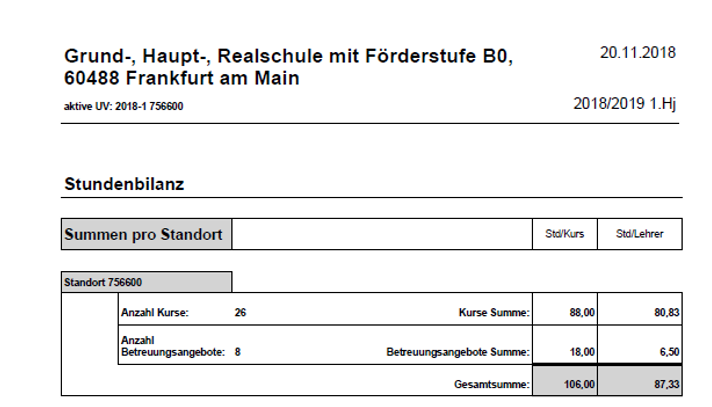 Grund-, Haupt-, Realschule mit Förderstufe B0, 20.11.2018
60488 Frankfurt am Main
aktive UV: 2018-1 756600 2018/2019 1.Hj
Stundenbilanz
Summen pro Standort Std/Kurs Std/Lehrer
Standort 756600
Anzahl Kurse: 26 Kurse Summe: 88,00 80,83
Anzahl
Betreuungsangebote: 8 Betreuungsangebote Summe: 18,00 6,50
Gesamtsumme: 106,00 87,33